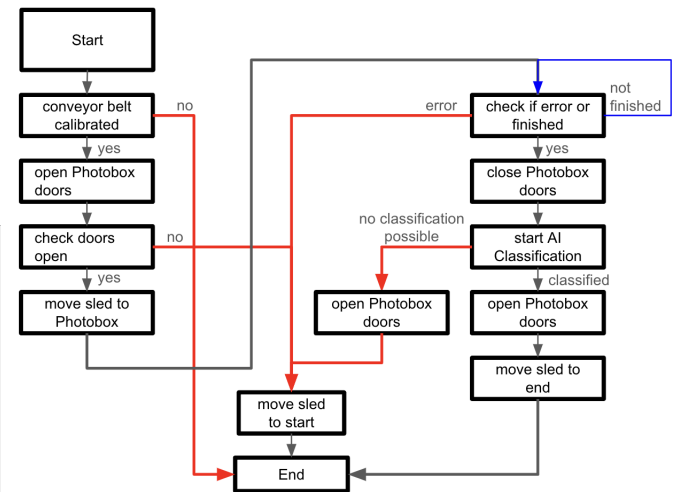 Start
conveyor belt
calibrated
no
yes
open Photobox
doors
check doors
open
no
yes
move sled to
Photobox
error
check if error or
finished
not
finished
yes
close Photobox
doors
no classification
possible
start AI
Classification
classified
open Photobox
doors
open Photobox
doors
move sled to
end
move sled
to start
End